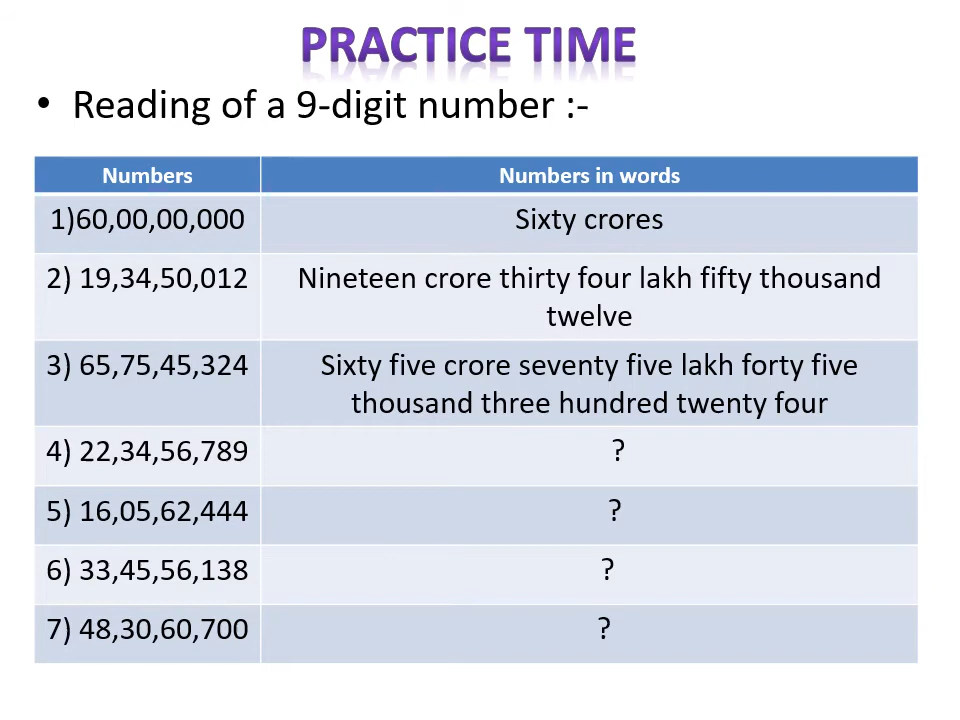 PRACTICE TIME
• Reading of a 9-digit number :-
Numbers Numbers in words
1)60,00,00,000 Sixty crores
2) 19,34,50,012 Nineteen crore thirty four lakh fifty thousand
twelve
3) 65,75,45,324 Sixty five crore seventy five lakh forty five
thousand three hundred twenty four
4) 22,34,56,789 ?
5) 16,05,62,444 ?
6) 33,45,56,138 ?
7) 48,30,60,700 ?